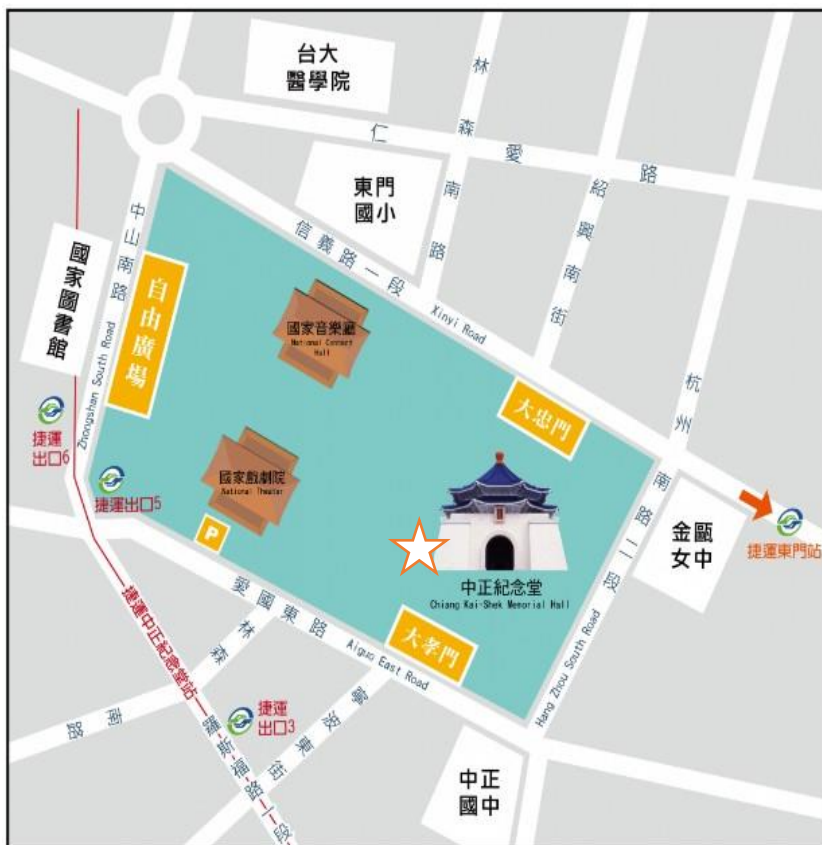 台大
醫學院
林森南路
仁愛路
東門
國小
紹興南街
信義路一段
Xinyi Road
中山南路
Zhongshan South Road
國家圖書館
自由廣場
國家音樂廳
National Concert
Hall
大忠門
杭州南路二段
Hang Zhou South Road
捷運
出口6
捷運出口5
國家戲劇院
National Theater
P
金甌
女中
捷運東門站
中正紀念堂
Chiang Kai-Shek Memorial Hall
愛國東路
Aiguo East Road
大孝門
捷運中正紀念堂站
林森南路
捷運
出口3
寧波東街
羅斯福路一段
中正
國中